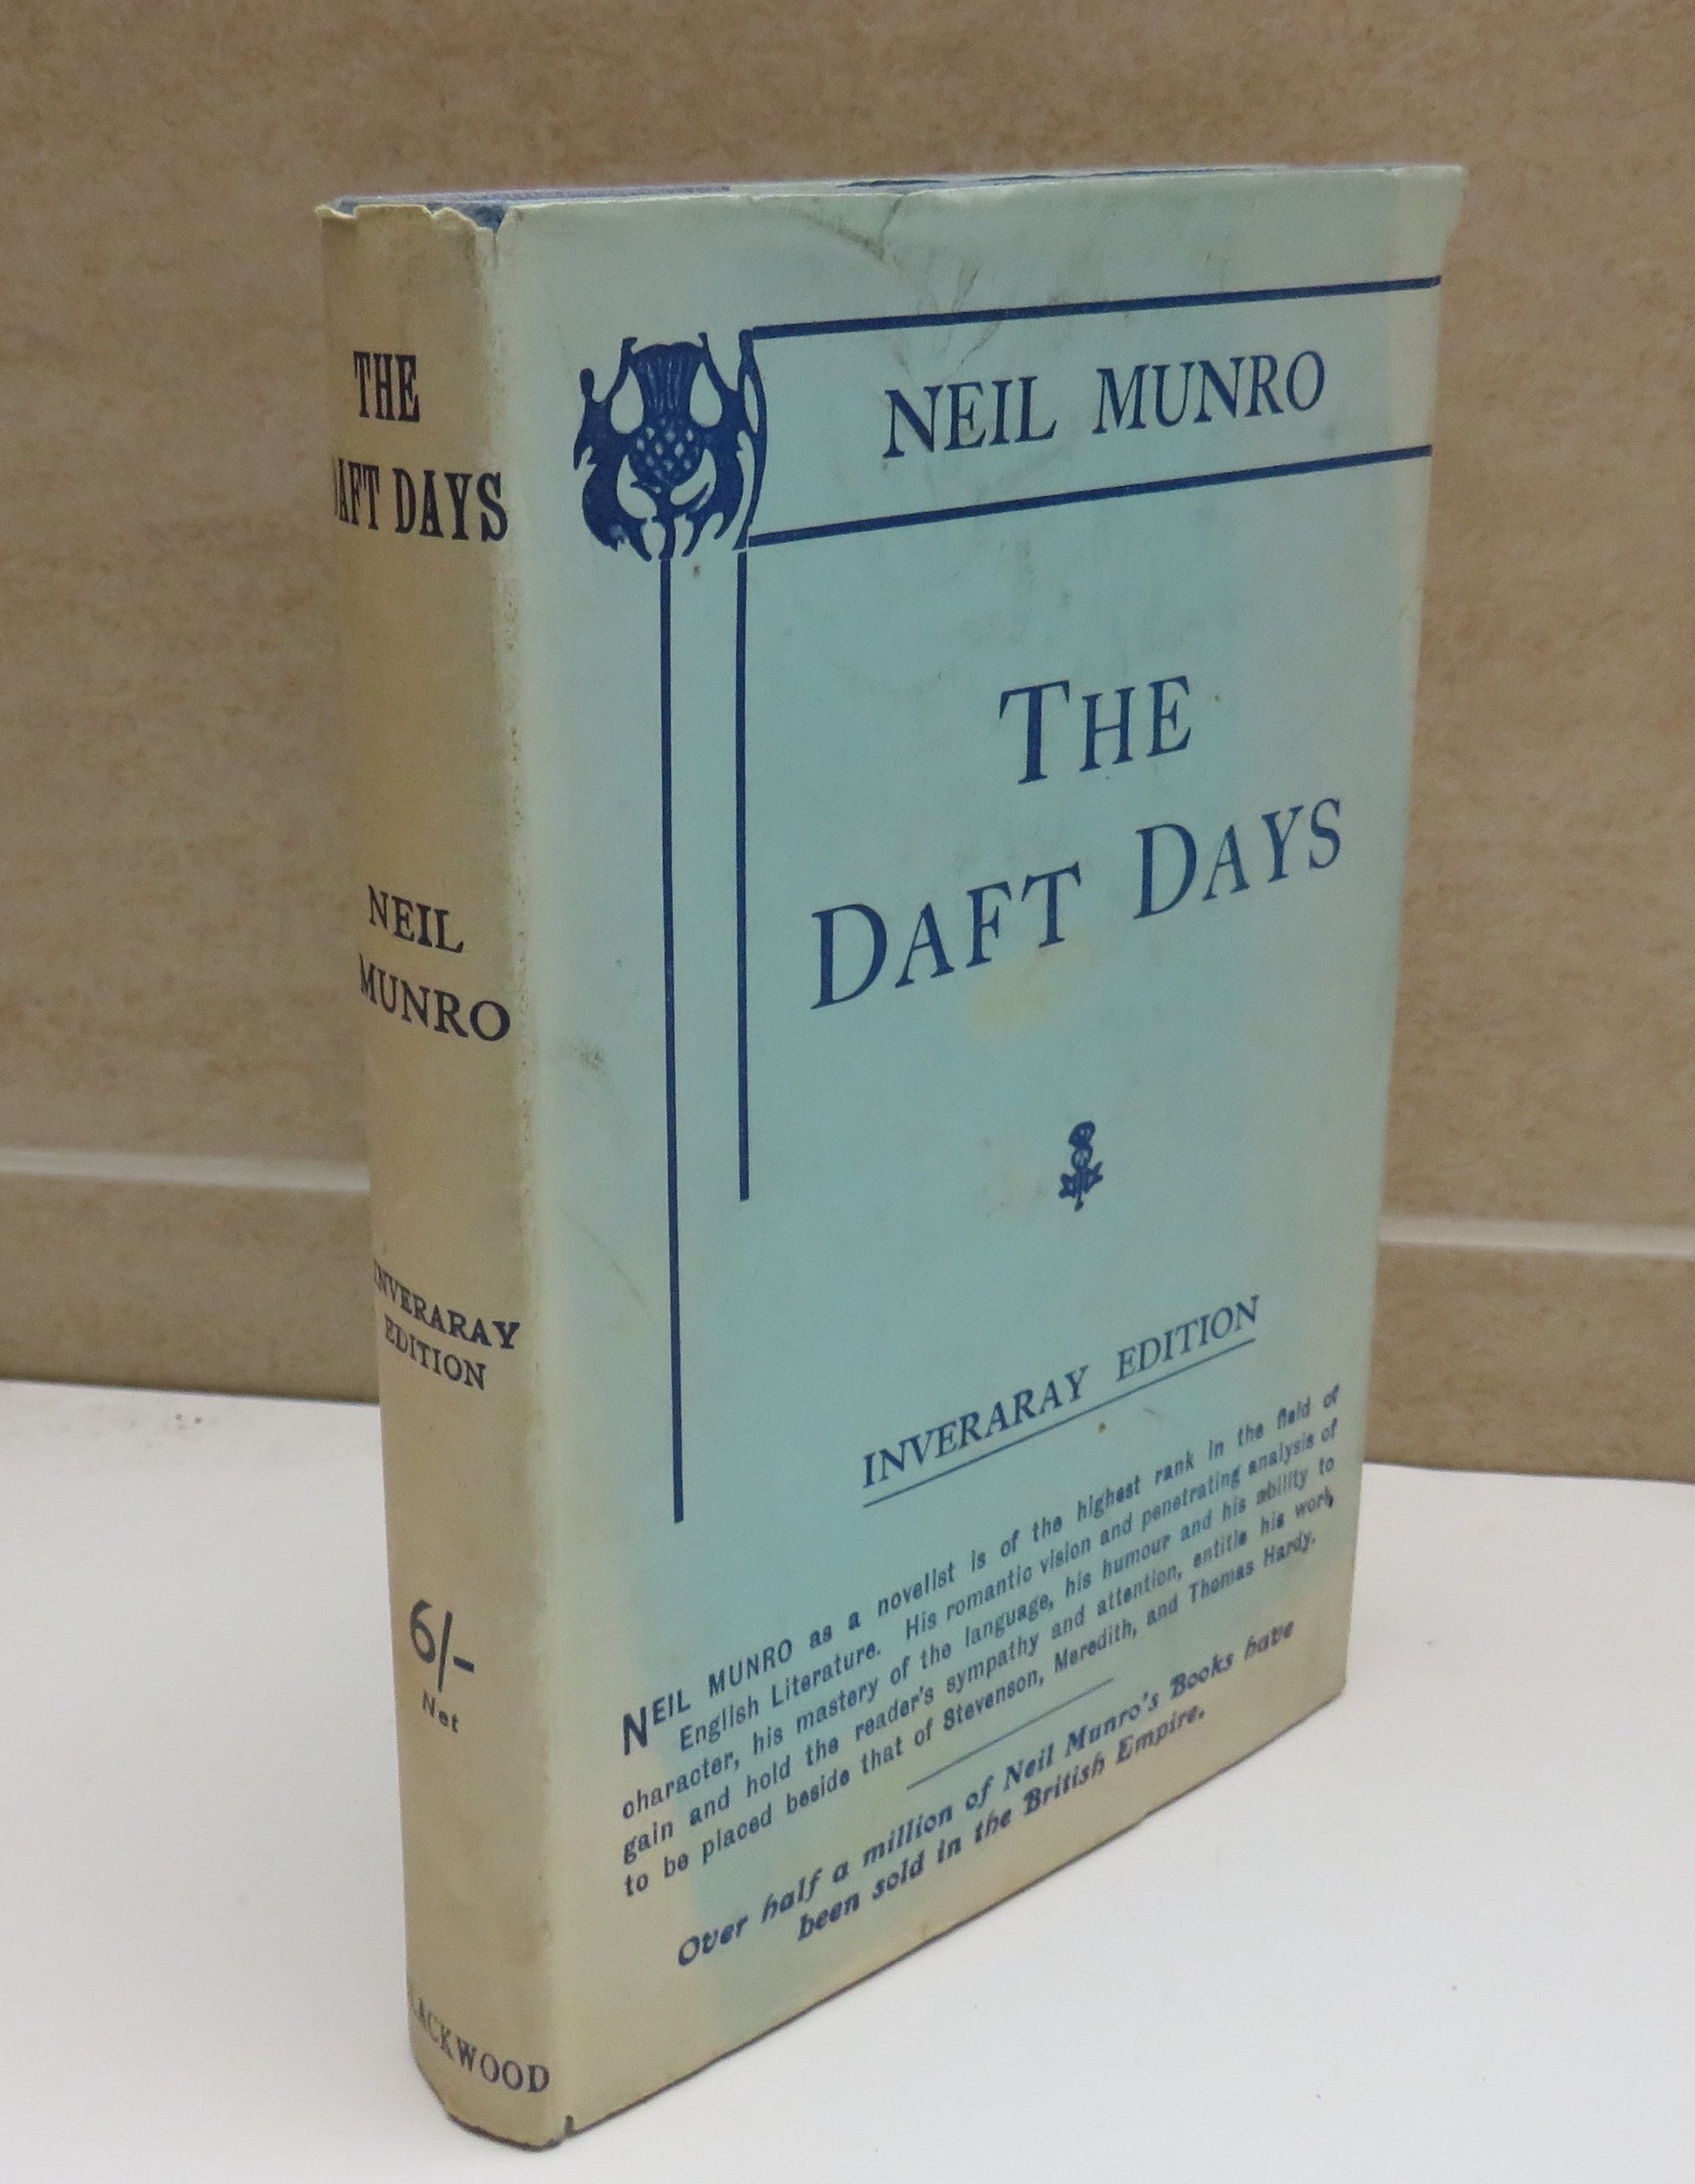 THE
DAFT DAYS
NEIL
MUNRO
INVERARAY
EDITION
6/-
Net
BLACKWOOD
NEIL MUNRO
THE
DAFT DAYS
INVERARAY EDITION
NEIL MUNRO as a novelist is of the highest rank in the field of
English Literature. His romantic vision and penetrating analysis of
character, his mastery of the language, his humour and his ability to
gain and hold the reader's sympathy and attention, entitle his work
to be placed beside that of Stevenson, Meredith, and Thomas Hardy.
Over half a million of Neil Munro's Books have
been sold in the British Empire.